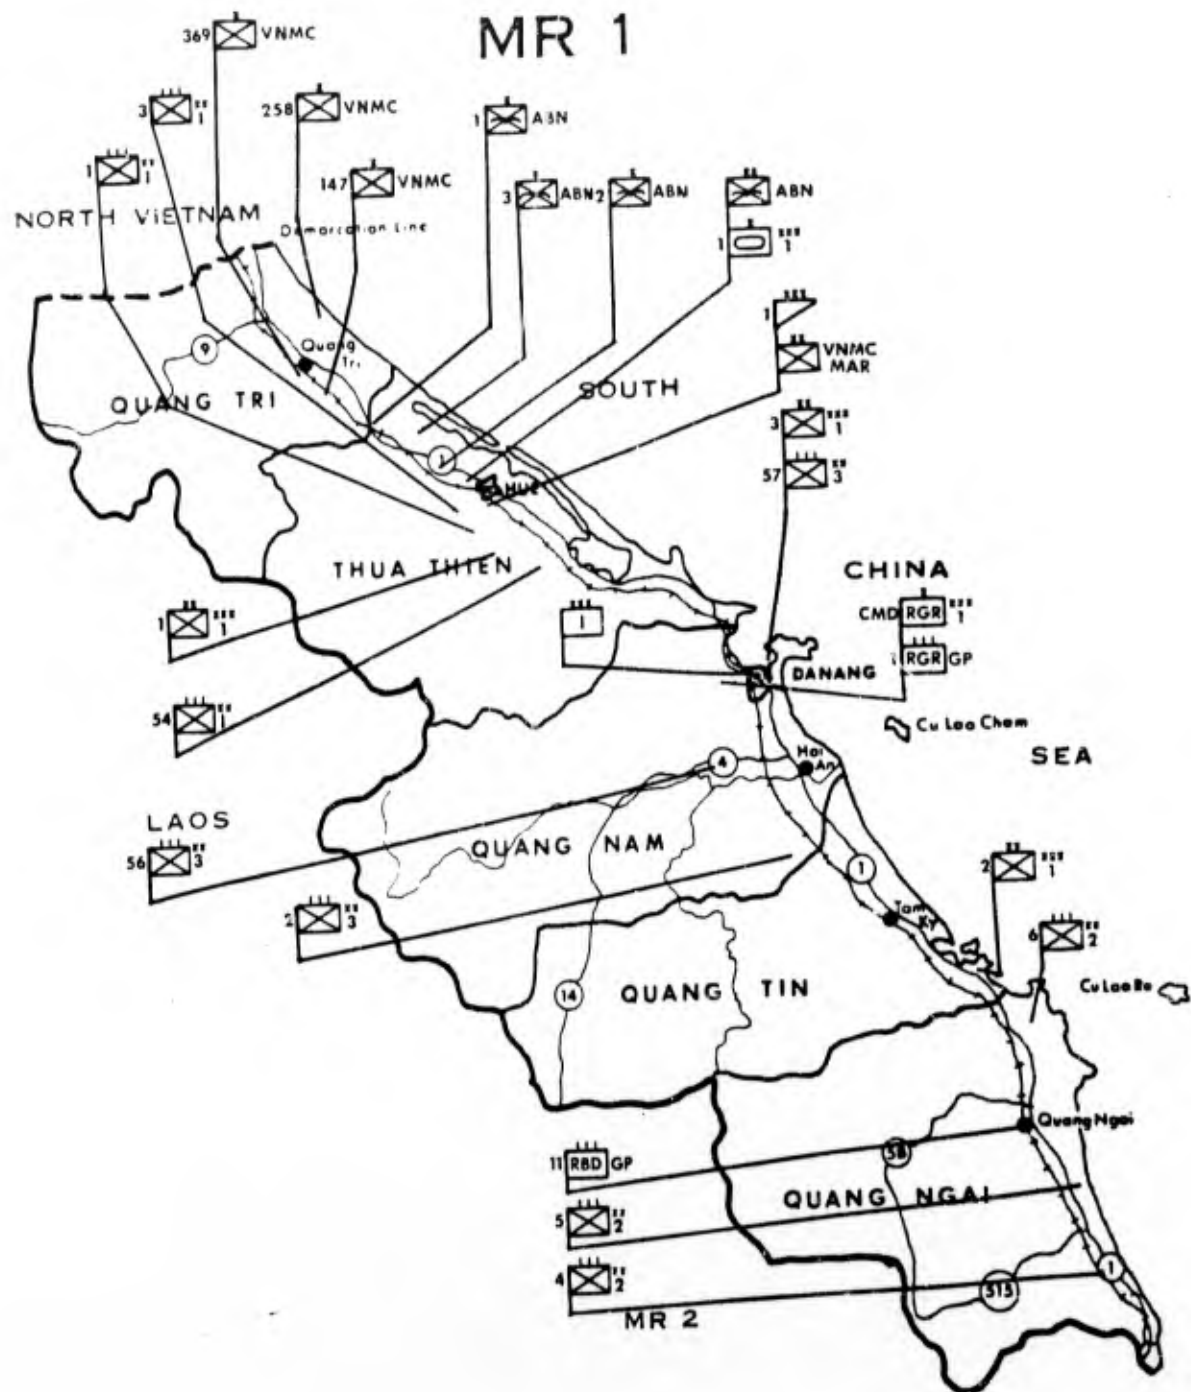 MR 1
369 VNMC
3 1
258 VNMC
1 ABN
1 1
147 VNMC
3 ABN
2 ABN
ABN
NORTH VIETNAM
Demarcation Line
1 1
1
9
Quang Tri
VNMC
MAR
QUANG TRI
SOUTH
3 1
57 3
1
HUE
THUA THIEN
CHINA
1 1
CMD RGR 1
1
RGR GP
DANANG
54 1
Cu Lao Cham
Hoi An
SEA
4
LAOS
56 3
QUANG NAM
2 1
1
2 3
Tam Ky
6 2
14
QUANG TIN
Cu Lao Re
Quang Ngai
11 RBD GP
5B
QUANG NGAI
5 2
4 2
1
515
MR 2